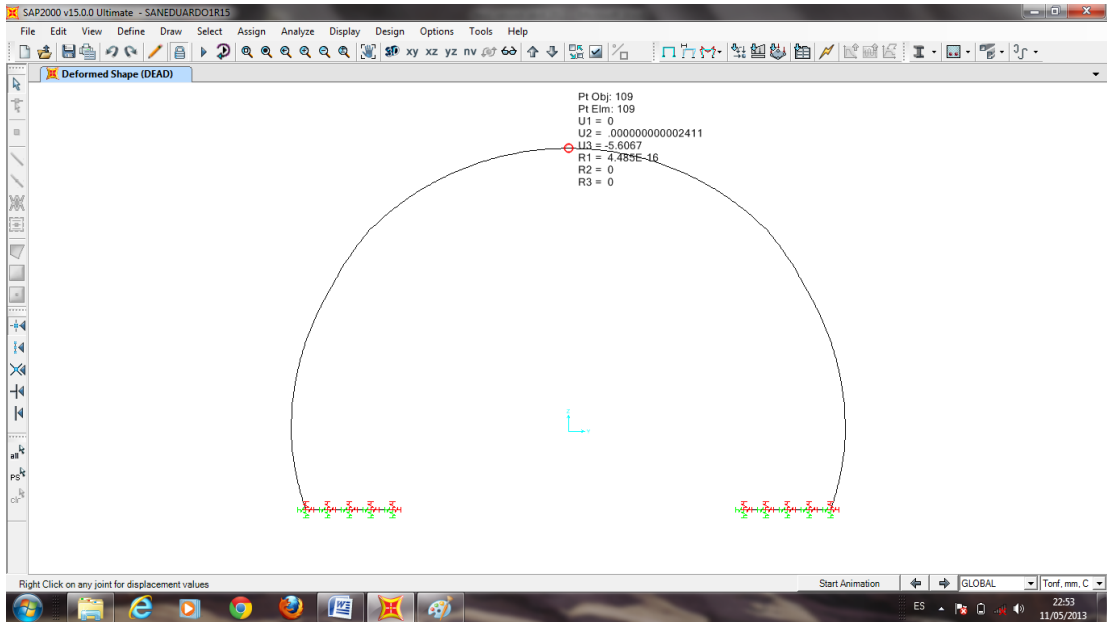 SAP2000 v15.0.0 Ultimate - SANEDUARDO1R15
File Edit View Define Draw Select Assign Analyze Display Design Options Tools Help
xy xz yz nv
Deformed Shape (DEAD)
Pt Obj: 109
Pt Elm: 109
U1 = 0
U2 = .000000000002411
U3 = -5.6067
R1 = 4.485E-16
R2 = 0
R3 = 0
all
PS
clr
Right Click on any joint for displacement values
Start Animation
GLOBAL
Tonf, mm, C
ES
22:53
11/05/2013